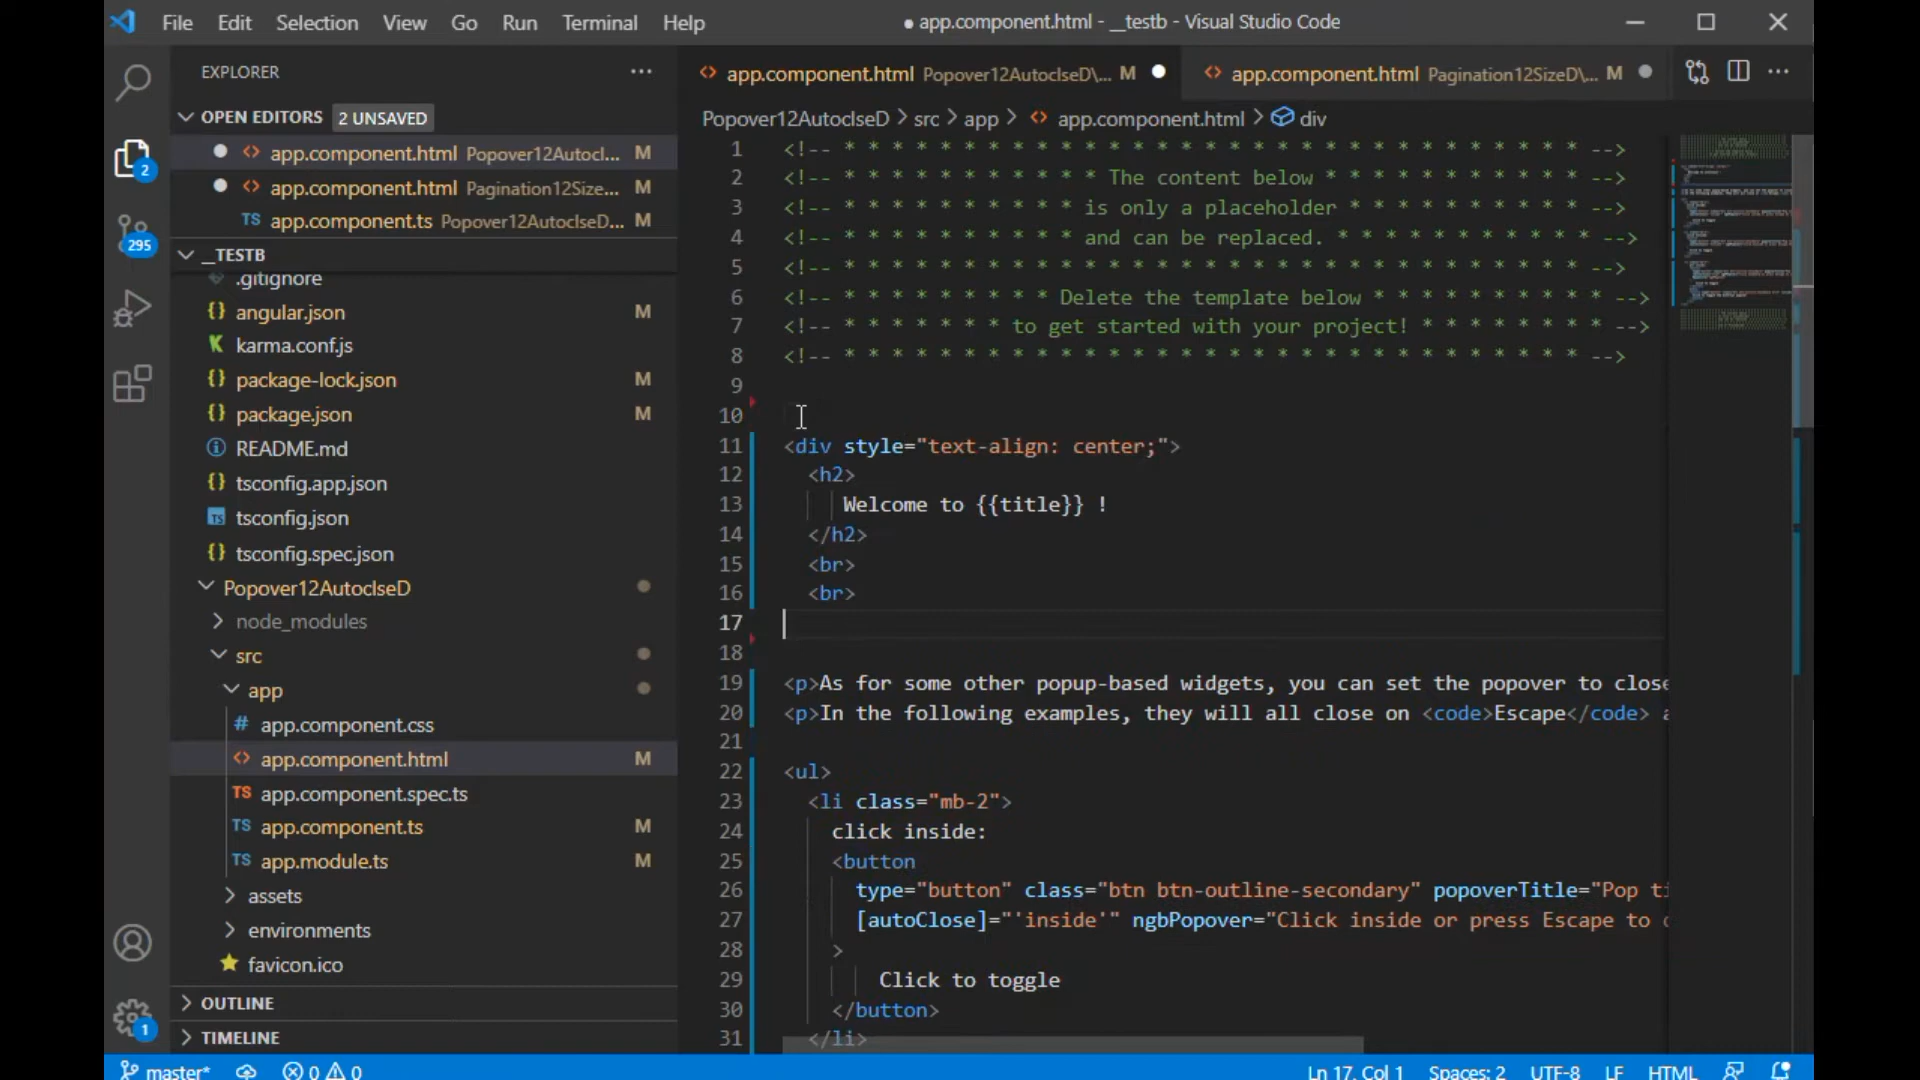 File Edit Selection View Go Run Terminal Help
● app.component.html - __testb - Visual Studio Code
EXPLORER
OPEN EDITORS 2 UNSAVED
app.component.html Popover12Autocl... M
app.component.html Pagination12Size... M
TS app.component.ts Popover12AutoclseD... M
__TESTB
.gitignore
{} angular.json M
karma.conf.js
{} package-lock.json M
{} package.json M
README.md
{} tsconfig.app.json
TS tsconfig.json
{} tsconfig.spec.json
Popover12AutoclseD
node_modules
src
app
# app.component.css
<> app.component.html M
TS app.component.spec.ts
TS app.component.ts M
TS app.module.ts M
assets
environments
favicon.ico
OUTLINE
TIMELINE
2
295
1
<> app.component.html Popover12AutoclseD\... M
<> app.component.html Pagination12SizeD\... M
Popover12AutoclseD > src > app > <> app.component.html > div
1 <!-- * * * * * * * * * * * * * * * * * * * * * * * * * * * * * * * -->
2 <!-- * * * * * * * * * * * The content below * * * * * * * * * * * -->
3 <!-- * * * * * * * * * * is only a placeholder * * * * * * * * * * -->
4 <!-- * * * * * * * * * * and can be replaced. * * * * * * * * * * * -->
5 <!-- * * * * * * * * * * * * * * * * * * * * * * * * * * * * * * * -->
6 <!-- * * * * * * * * * Delete the template below * * * * * * * * * * -->
7 <!-- * * * * * * * to get started with your project! * * * * * * * * -->
8 <!-- * * * * * * * * * * * * * * * * * * * * * * * * * * * * * * * -->
9
10
11 <div style="text-align: center;">
12 <h2>
13 Welcome to {{title}} !
14 </h2>
15 <br>
16 <br>
17
18
19 <p>As for some other popup-based widgets, you can set the popover to close
20 <p>In the following examples, they will all close on <code>Escape</code> a
21
22 <ul>
23 <li class="mb-2">
24 click inside:
25 <button
26 type="button" class="btn btn-outline-secondary" popoverTitle="Pop ti
27 [autoClose]="'inside'" ngbPopover="Click inside or press Escape to c
28 >
29 Click to toggle
30 </button>
31 </li>
master* 0 0 Ln 17, Col 1 Spaces: 2 UTF-8 LF HTML